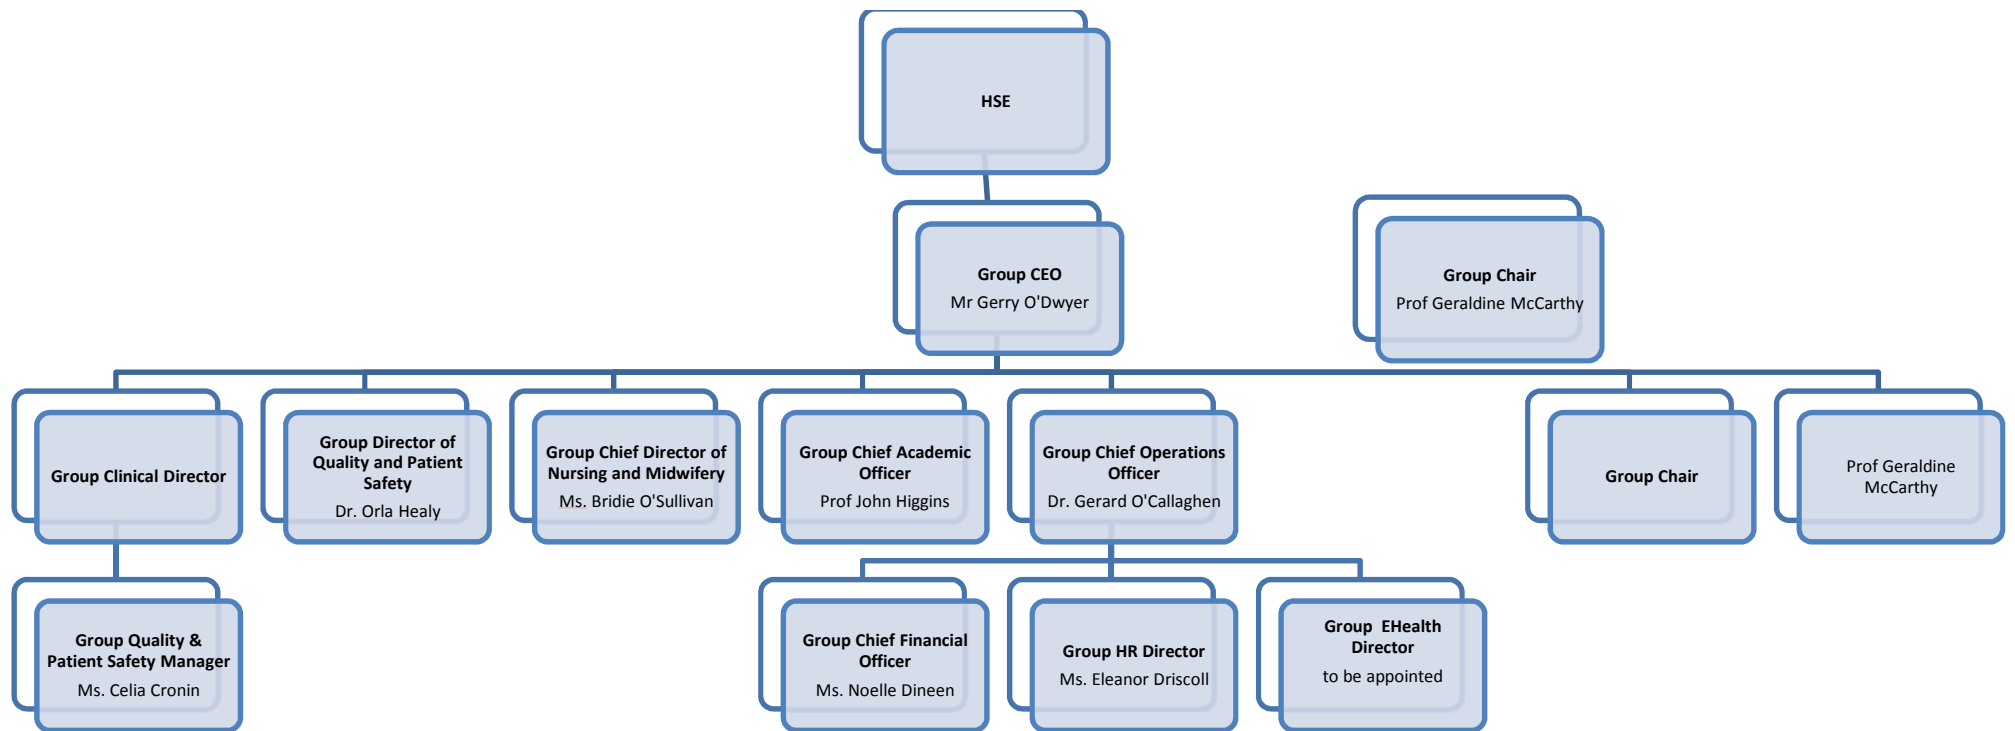 HSE
Group CEO
Mr Gerry O'Dwyer
Group Chair
Prof Geraldine McCarthy
Group Clinical Director
Group Director of
Quality and Patient
Safety
Dr. Orla Healy
Group Chief Director of
Nursing and Midwifery
Ms. Bridie O'Sullivan
Group Chief Academic
Officer
Prof John Higgins
Group Chief Operations
Officer
Dr. Gerard O'Callaghen
Group Chair
Prof Geraldine
McCarthy
Group Quality &
Patient Safety Manager
Ms. Celia Cronin
Group Chief Financial
Officer
Ms. Noelle Dineen
Group HR Director
Ms. Eleanor Driscoll
Group EHealth
Director
to be appointed